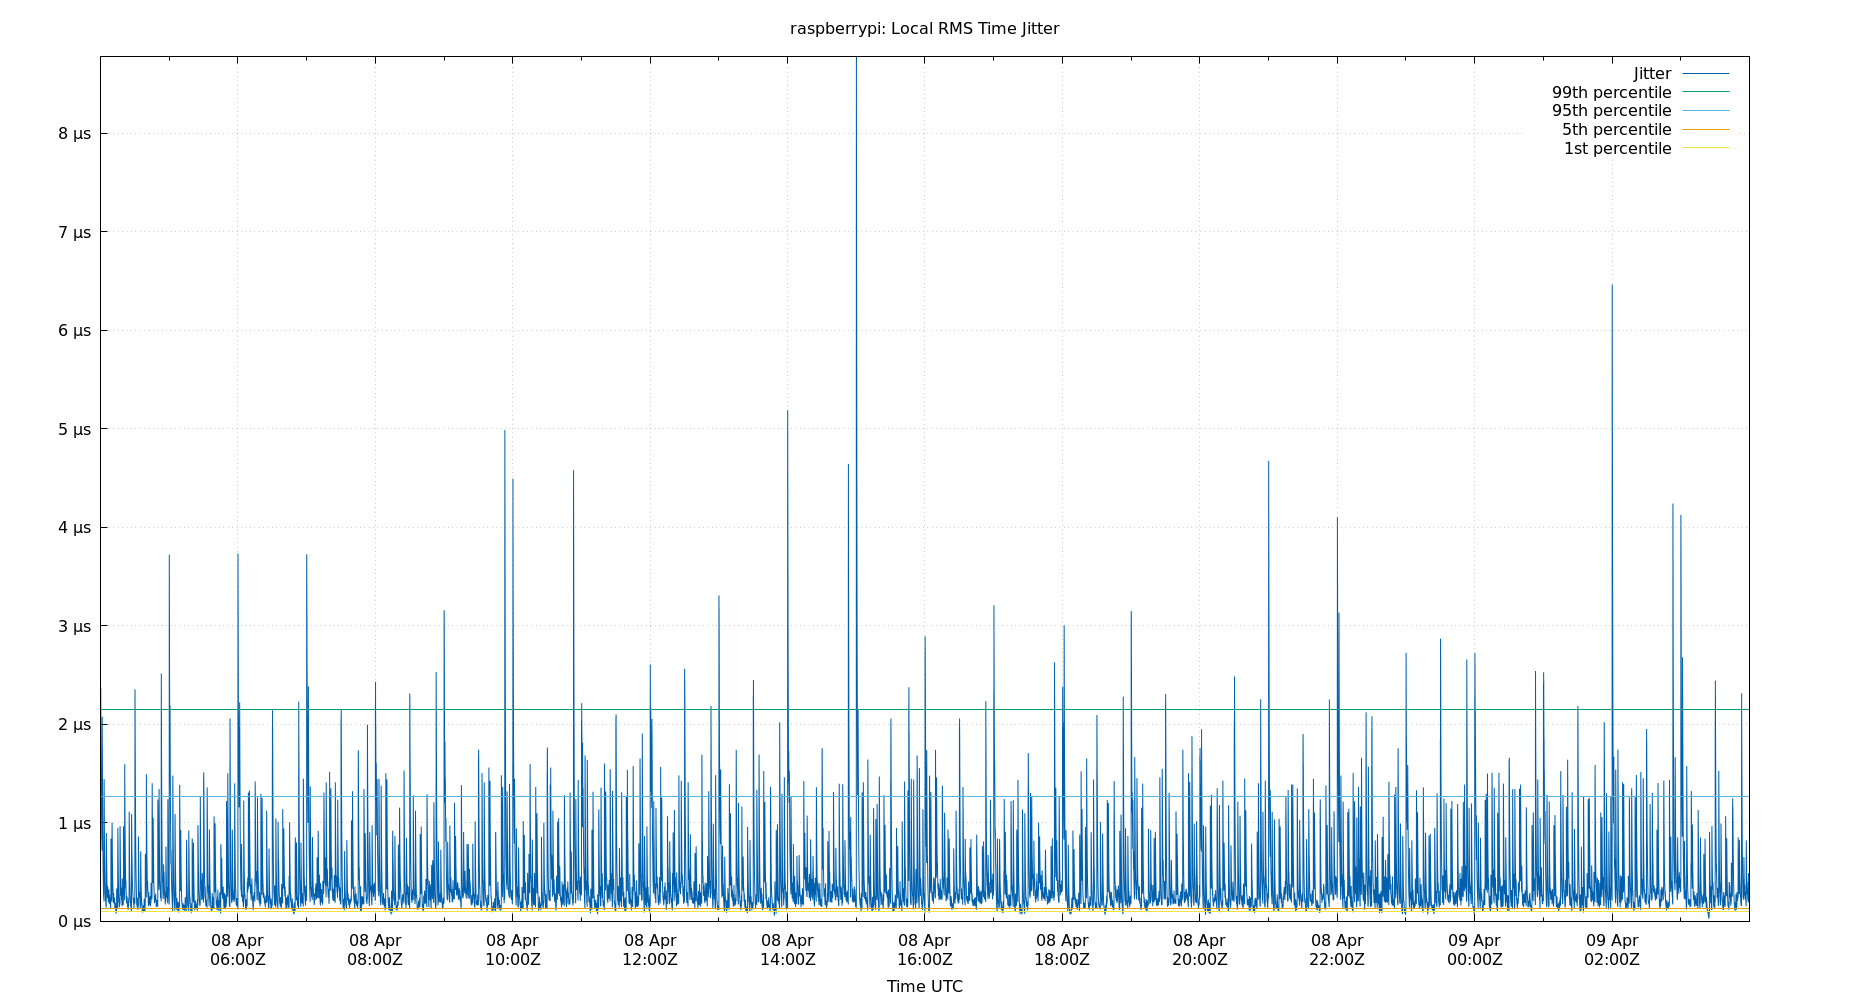 raspberrypi: Local RMS Time Jitter
Jitter
99th percentile
95th percentile
5th percentile
1st percentile
8 µs
7 µs
6 µs
5 µs
4 µs
3 µs
2 µs
1 µs
0 µs
08 Apr 08 Apr 08 Apr 08 Apr 08 Apr 08 Apr 08 Apr 08 Apr 08 Apr 09 Apr 09 Apr
06:00Z 08:00Z 10:00Z 12:00Z 14:00Z 16:00Z 18:00Z 20:00Z 22:00Z 00:00Z 02:00Z
Time UTC